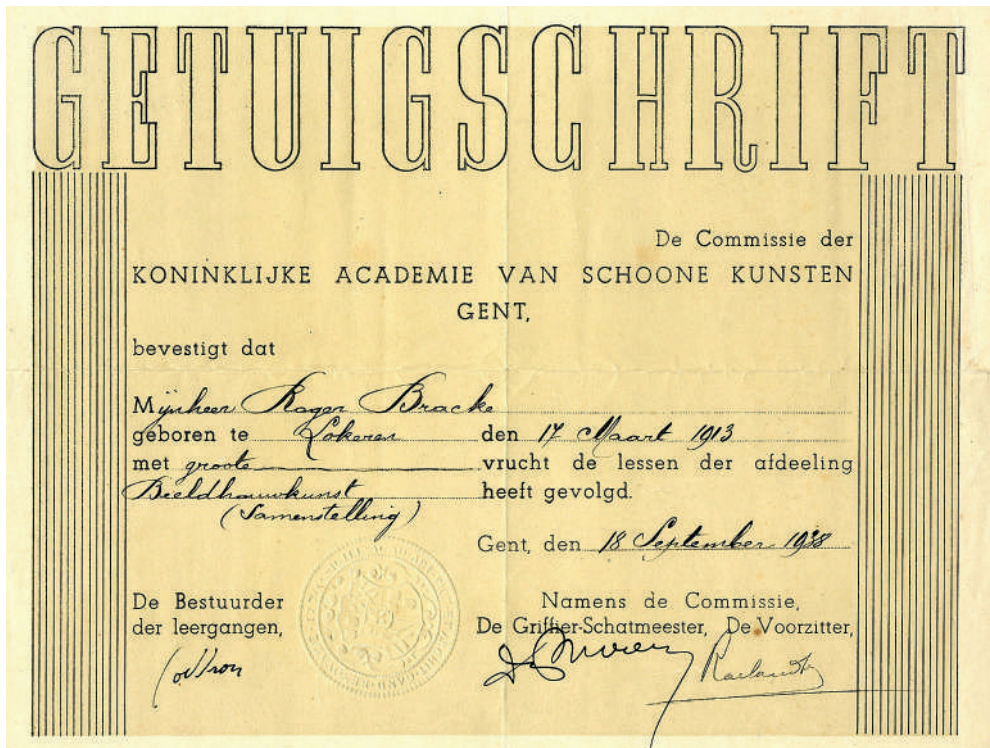 GETUIGSCHRIFT
De Commissie der
KONINKLIJKE ACADEMIE VAN SCHOONE KUNSTEN
GENT,
bevestigt dat
Mijnheer Roger Bracke
geboren te Lokeren den 17 Maart 1913
met groote vrucht de lessen der afdeeling
Beeldhouwkunst heeft gevolgd.
(Samenstelling)
Gent, den 18 September 1938
De Bestuurder Namens de Commissie,
der leergangen, De Griffier-Schatmeester, De Voorzitter,